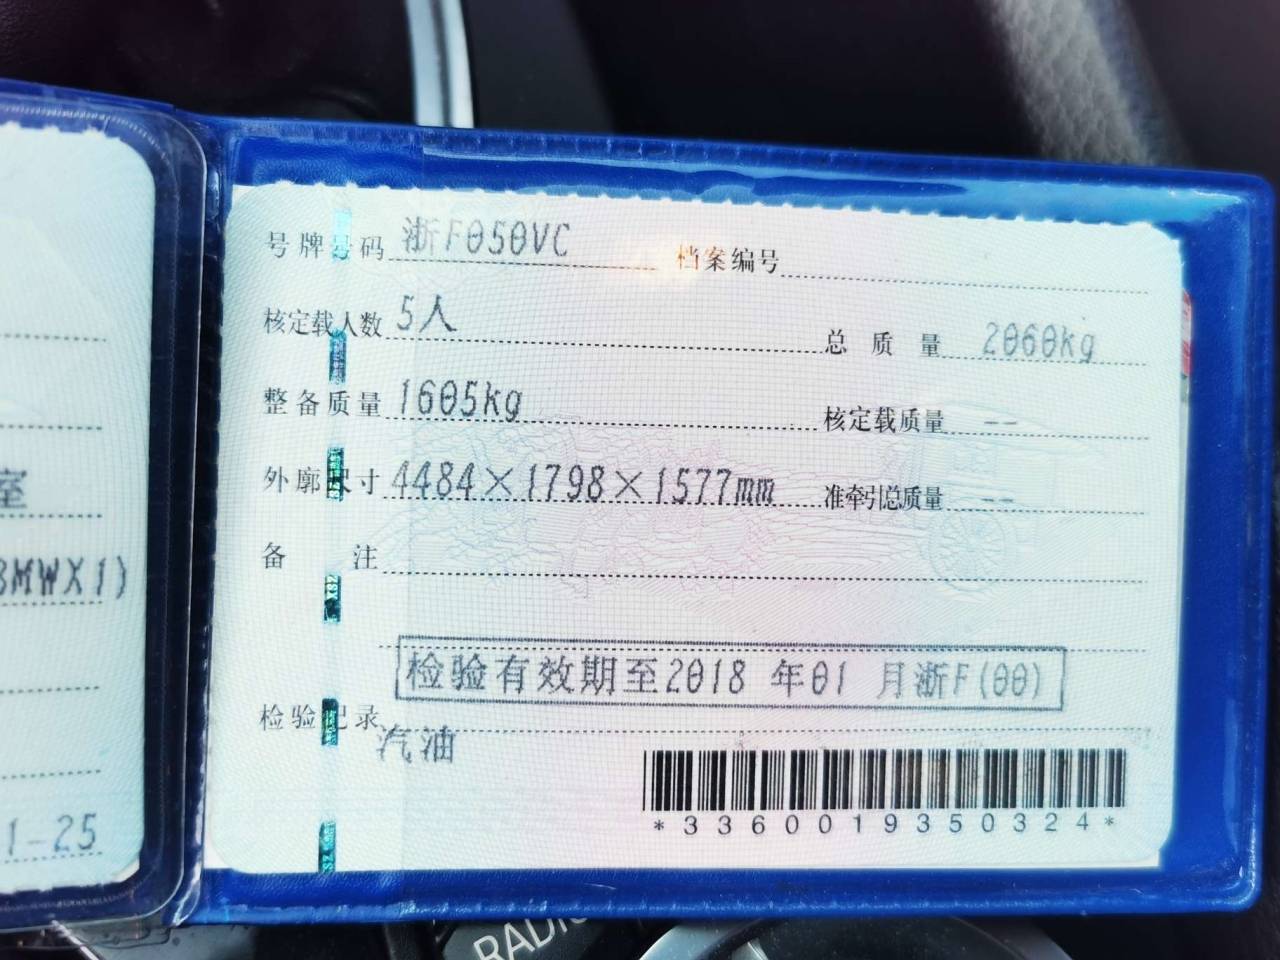 室
BMWX1)
1-25
号牌号码 浙F050VC 档案编号
核定载人数 5人 总质量 2060kg
整备质量 1605kg 核定载质量 --
外廓尺寸 4484×1798×1577mm 准牵引总质量 --
备注
检验有效期至2018 年01 月浙F(00)
检验记录
汽油
*3360019350324*
RADIO